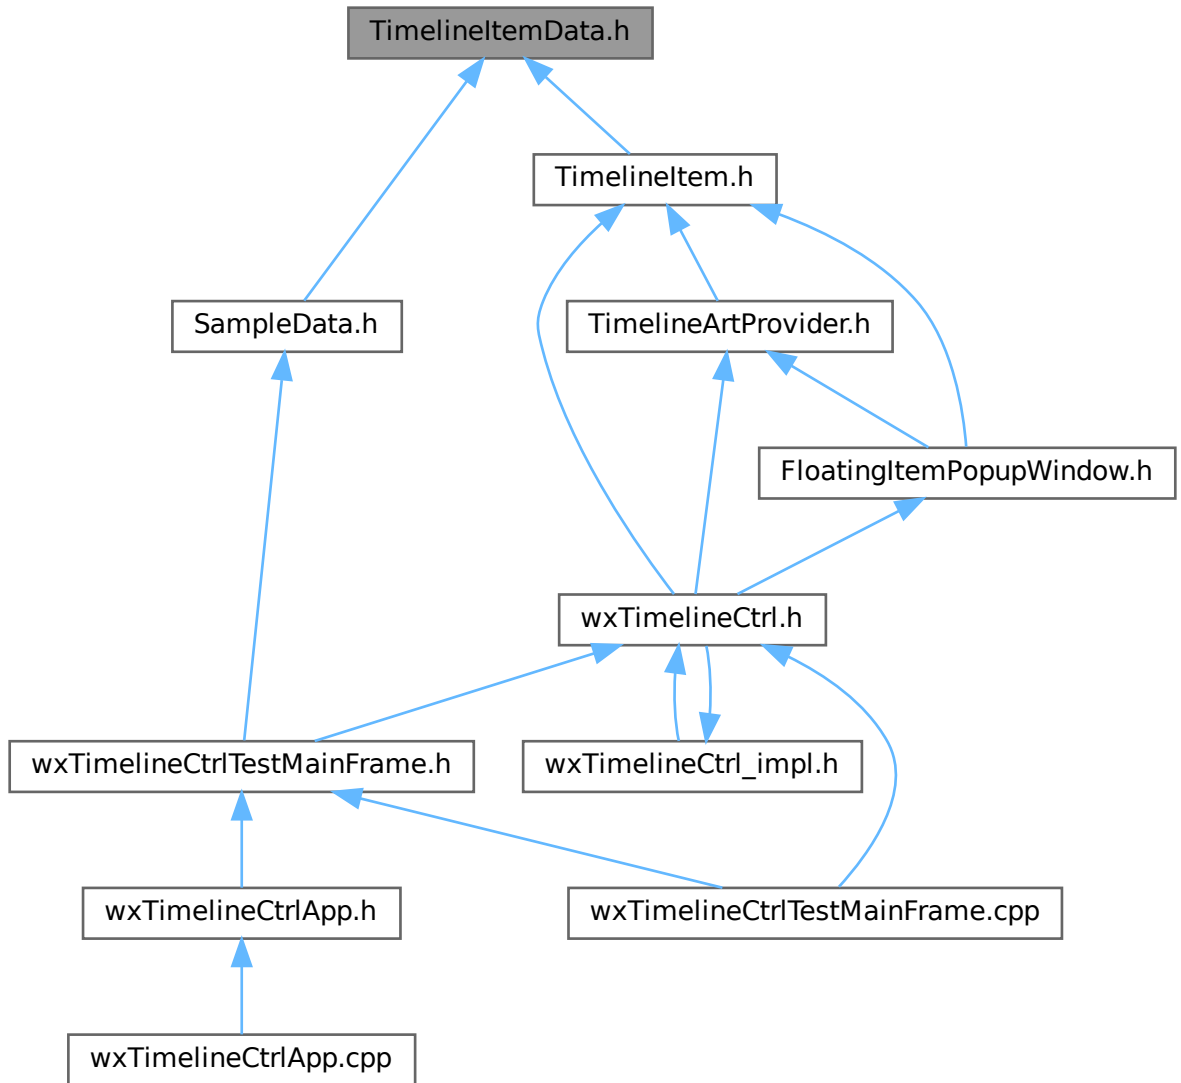 TimelineItemData.h
TimelineItem.h
SampleData.h
TimelineArtProvider.h
FloatingItemPopupWindow.h
wxTimelineCtrl.h
wxTimelineCtrlTestMainFrame.h
wxTimelineCtrl_impl.h
wxTimelineCtrlApp.h
wxTimelineCtrlTestMainFrame.cpp
wxTimelineCtrlApp.cpp